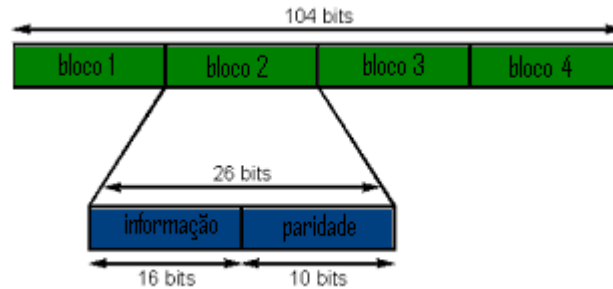 104 bits
bloco 1 bloco 2 bloco 3 bloco 4
26 bits
informação paridade
16 bits 10 bits